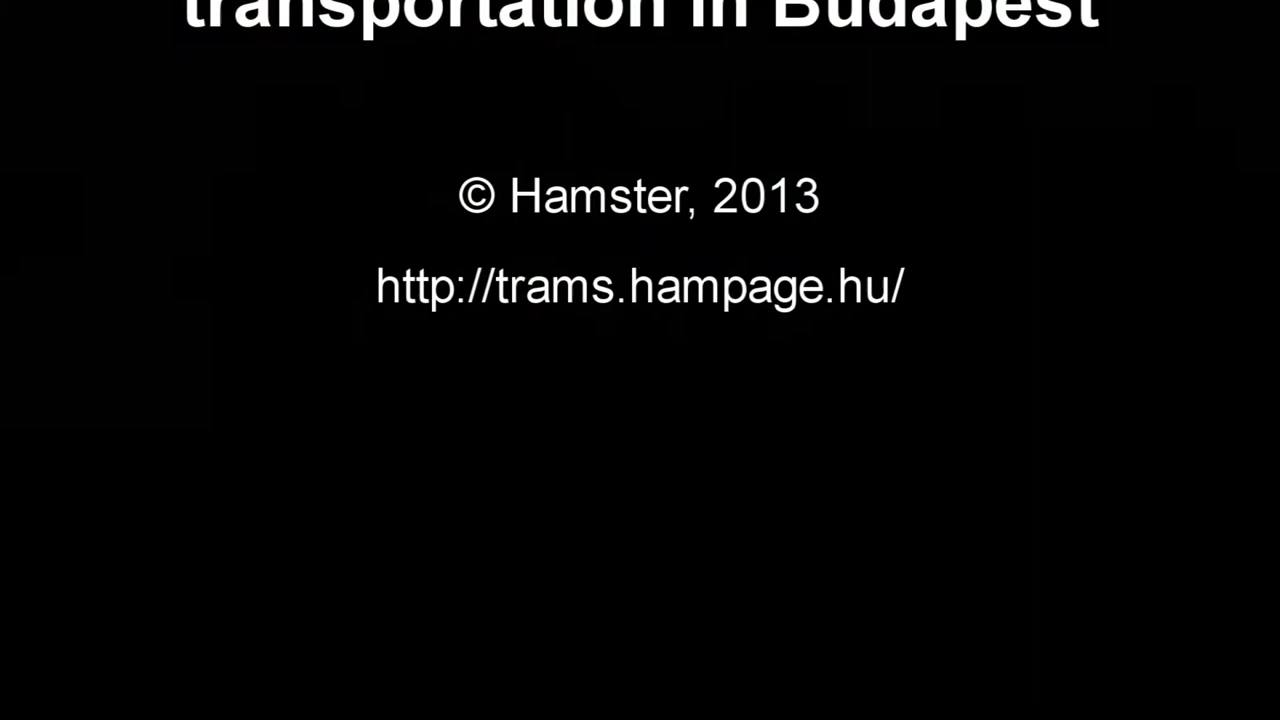 transportation in Budapest
© Hamster, 2013
http://trams.hampage.hu/